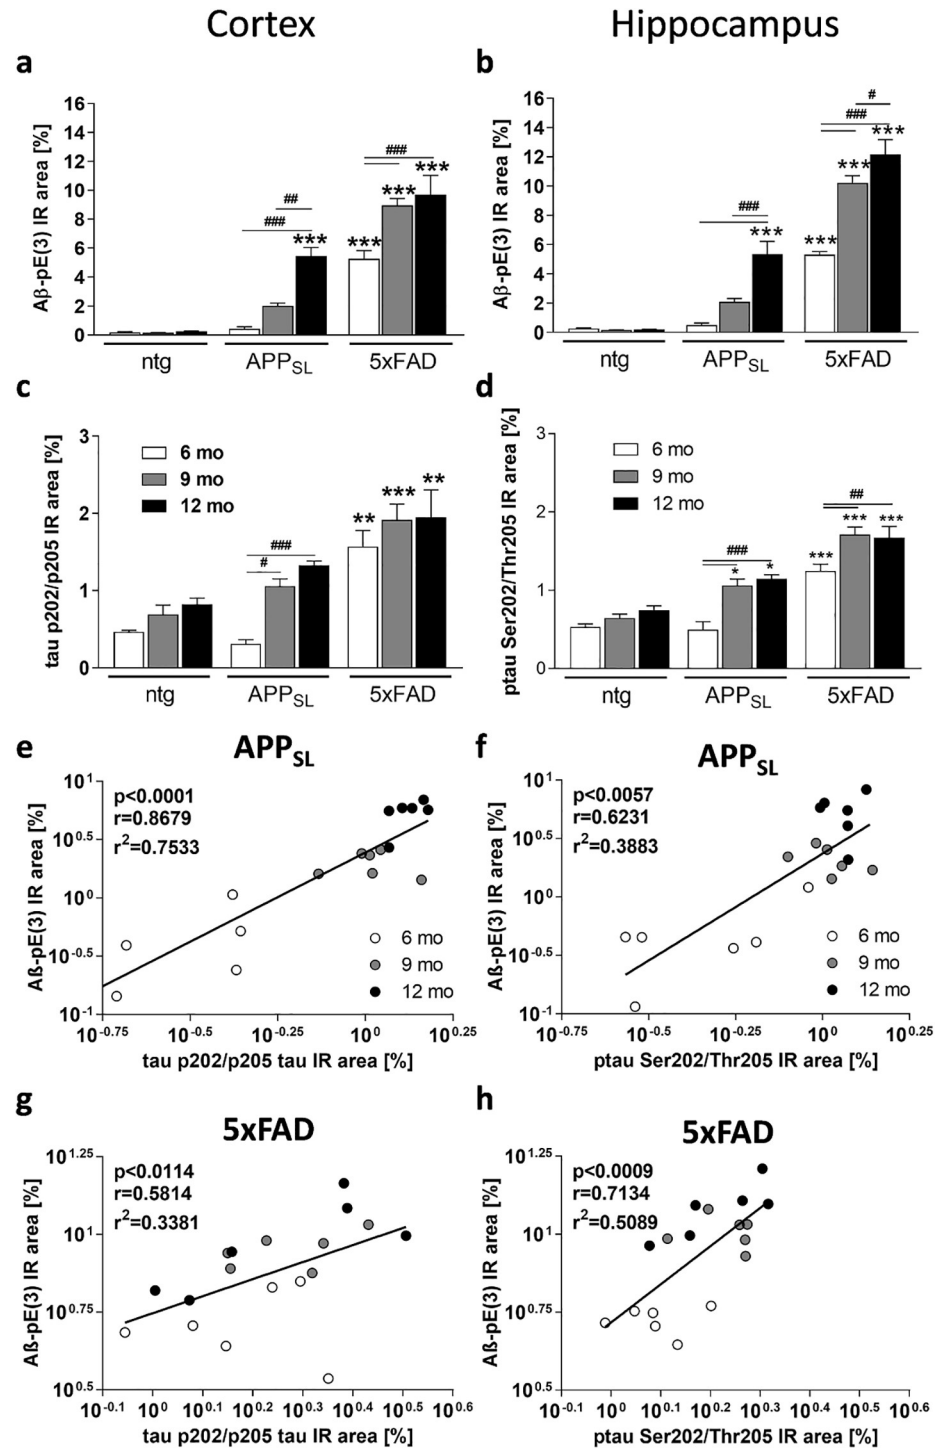 Cortex
Hippocampus
a
Aβ-pE(3) IR area [%]
16
14
12
10
8
6
4
2
0
###
##
***
***
***
***
###
ntg
APPSL
5xFAD
b
Aβ-pE(3) IR area [%]
16
14
12
10
8
6
4
2
0
###
***
***
***
***
###
#
ntg
APPSL
5xFAD
c
tau p202/p205 IR area [%]
3
2
1
0
6 mo
9 mo
12 mo
###
#
**
***
**
ntg
APPSL
5xFAD
d
ptau Ser202/Thr205 IR area [%]
3
2
1
0
6 mo
9 mo
12 mo
###
*
*
##
***
***
***
ntg
APPSL
5xFAD
e
APPSL
Aß-pE(3) IR area [%]
10^1
10^0.5
10^0
10^-0.5
10^-1
p<0.0001
r=0.8679
r²=0.7533
6 mo
9 mo
12 mo
10^-0.75 10^-0.5 10^-0.25 10^0 10^0.25
tau p202/p205 tau IR area [%]
f
APPSL
Aß-pE(3) IR area [%]
10^1
10^0.5
10^0
10^-0.5
10^-1
p<0.0057
r=0.6231
r²=0.3883
6 mo
9 mo
12 mo
10^-0.75 10^-0.5 10^-0.25 10^0 10^0.25
ptau Ser202/Thr205 IR area [%]
g
5xFAD
Aß-pE(3) IR area [%]
10^1.25
10^1
10^0.75
10^0.5
p<0.0114
r=0.5814
r²=0.3381
10^-0.1 10^0 10^0.1 10^0.2 10^0.3 10^0.4 10^0.5 10^0.6
tau p202/p205 tau IR area [%]
h
5xFAD
Aß-pE(3) IR area [%]
10^1.25
10^1
10^0.75
10^0.5
p<0.0009
r=0.7134
r²=0.5089
10^-0.1 10^0 10^0.1 10^0.2 10^0.3 10^0.4 10^0.5 10^0.6
ptau Ser202/Thr205 IR area [%]